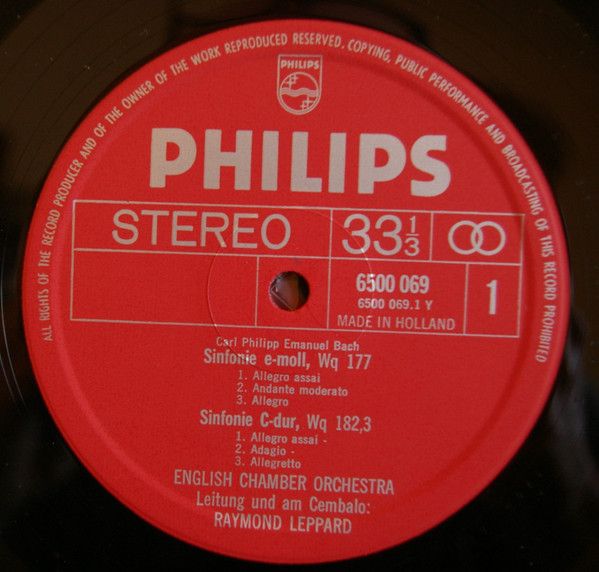 ALL RIGHTS OF THE RECORD PRODUCER AND OF THE OWNER OF THE WORK REPRODUCED RESERVED. COPYING, PUBLIC PERFORMANCE AND BROADCASTING OF THIS RECORD PROHIBITED
PHILIPS
PHILIPS
STEREO 33 1/3
6500 069 1
6500 069.1 Y
MADE IN HOLLAND
Carl Philipp Emanuel Bach
Sinfonie e-moll, Wq 177
1. Allegro assai
2. Andante moderato
3. Allegro
Sinfonie C-dur, Wq 182,3
1. Allegro assai -
2. Adagio -
3. Allegretto
ENGLISH CHAMBER ORCHESTRA
Leitung und am Cembalo:
RAYMOND LEPPARD